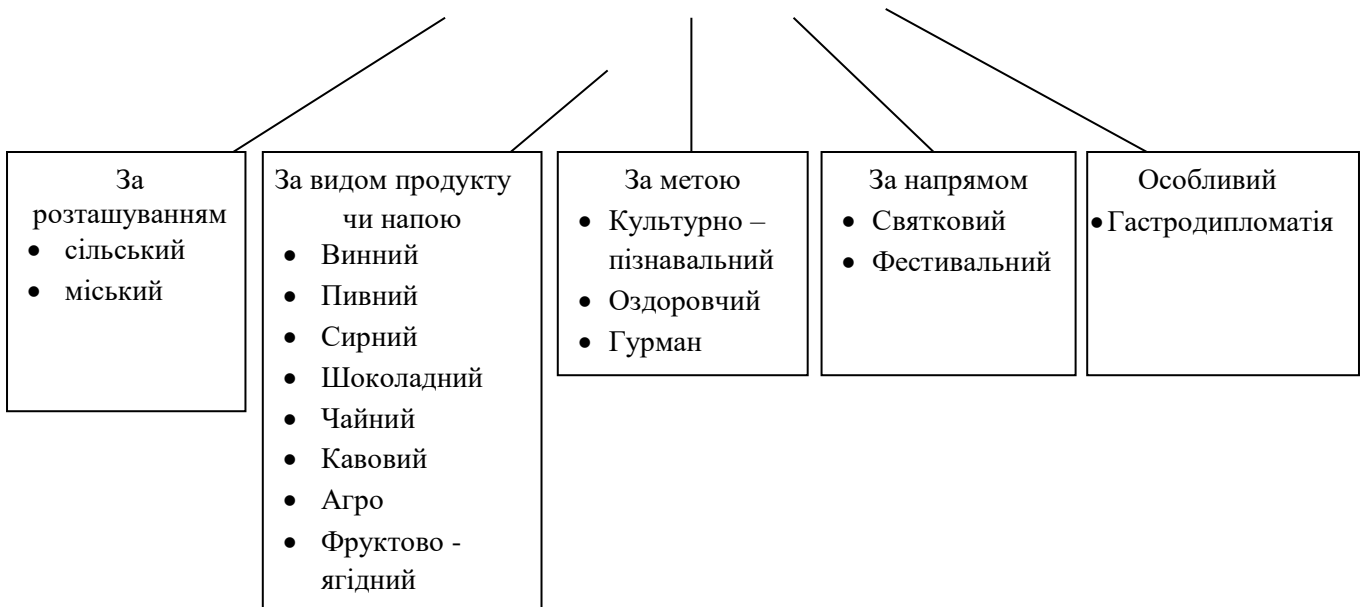 За
розташуванням
• сільський
• міський
За видом продукту
чи напою
• Винний
• Пивний
• Сирний
• Шоколадний
• Чайний
• Кавовий
• Агро
• Фруктово -
ягідний
За метою
• Культурно –
пізнавальний
• Оздоровчий
• Гурман
За напрямом
• Святковий
• Фестивальний
Особливий
• Гастродипломатія